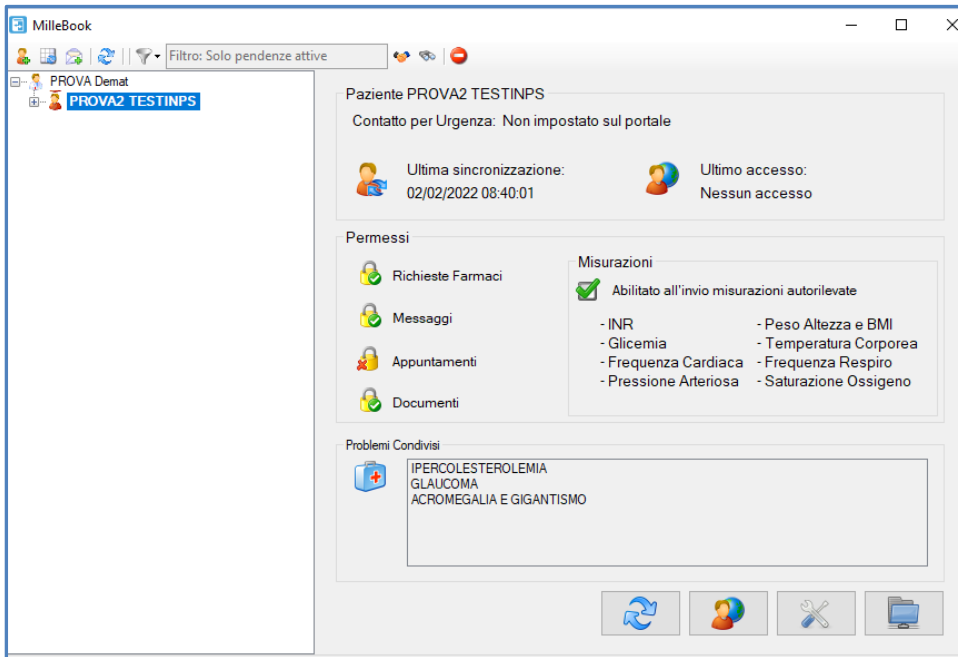 MilleBook
Filtro: Solo pendenze attive
PROVA Demat
PROVA2 TESTINPS
Paziente PROVA2 TESTINPS
Contatto per Urgenza: Non impostato sul portale
Ultima sincronizzazione:
02/02/2022 08:40:01
Ultimo accesso:
Nessun accesso
Permessi
Richieste Farmaci
Messaggi
Appuntamenti
Documenti
Misurazioni
Abilitato all'invio misurazioni autorilevate
- INR
- Glicemia
- Frequenza Cardiaca
- Pressione Arteriosa
- Peso Altezza e BMI
- Temperatura Corporea
- Frequenza Respiro
- Saturazione Ossigeno
Problemi Condivisi
IPERCOLESTEROLEMIA
GLAUCOMA
ACROMEGALIA E GIGANTISMO